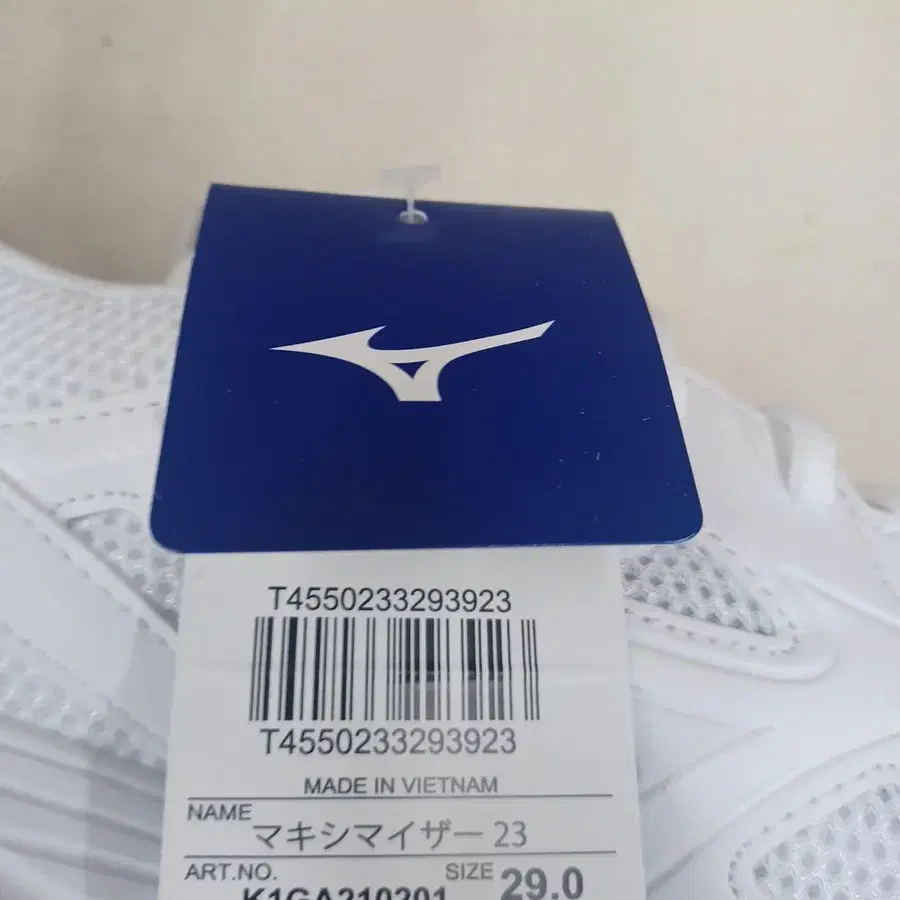 T4550233293923
T4550233293923
MADE IN VIETNAM
NAME
マキシマイザー 23
ART.NO.
K1GA210201
SIZE
29.0